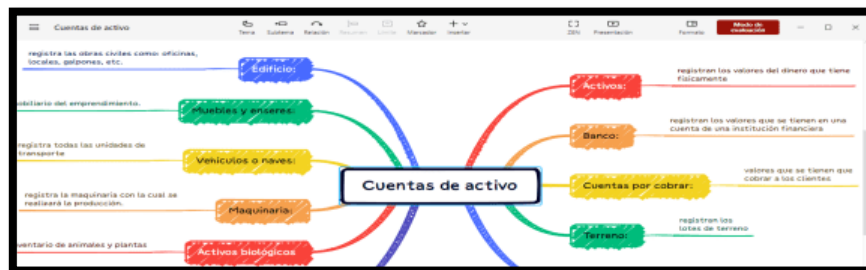 Cuentas de activo
Tema
Subtema
Relación
Resumen
Límite
Marcador
Insertar
ZEN
Presentación
Formato
Modo de
evaluación
registra las obras civiles como: oficinas,
locales, galpones, etc.
Edificio:
obiliario del emprendimiento.
Muebles y enseres:
registra todas las unidades de
transporte
Vehículos o naves:
registra la maquinaria con la cual se
realizará la producción.
Maquinaria:
ventario de animales y plantas
Activos biológicos
Cuentas de activo
Activos:
registran los valores del dinero que tiene
físicamente
Banco:
registran los valores que se tienen en una
cuenta de una institución financiera
Cuentas por cobrar:
valores que se tienen que
cobrar a los clientes
Terreno:
registran los
lotes de terreno